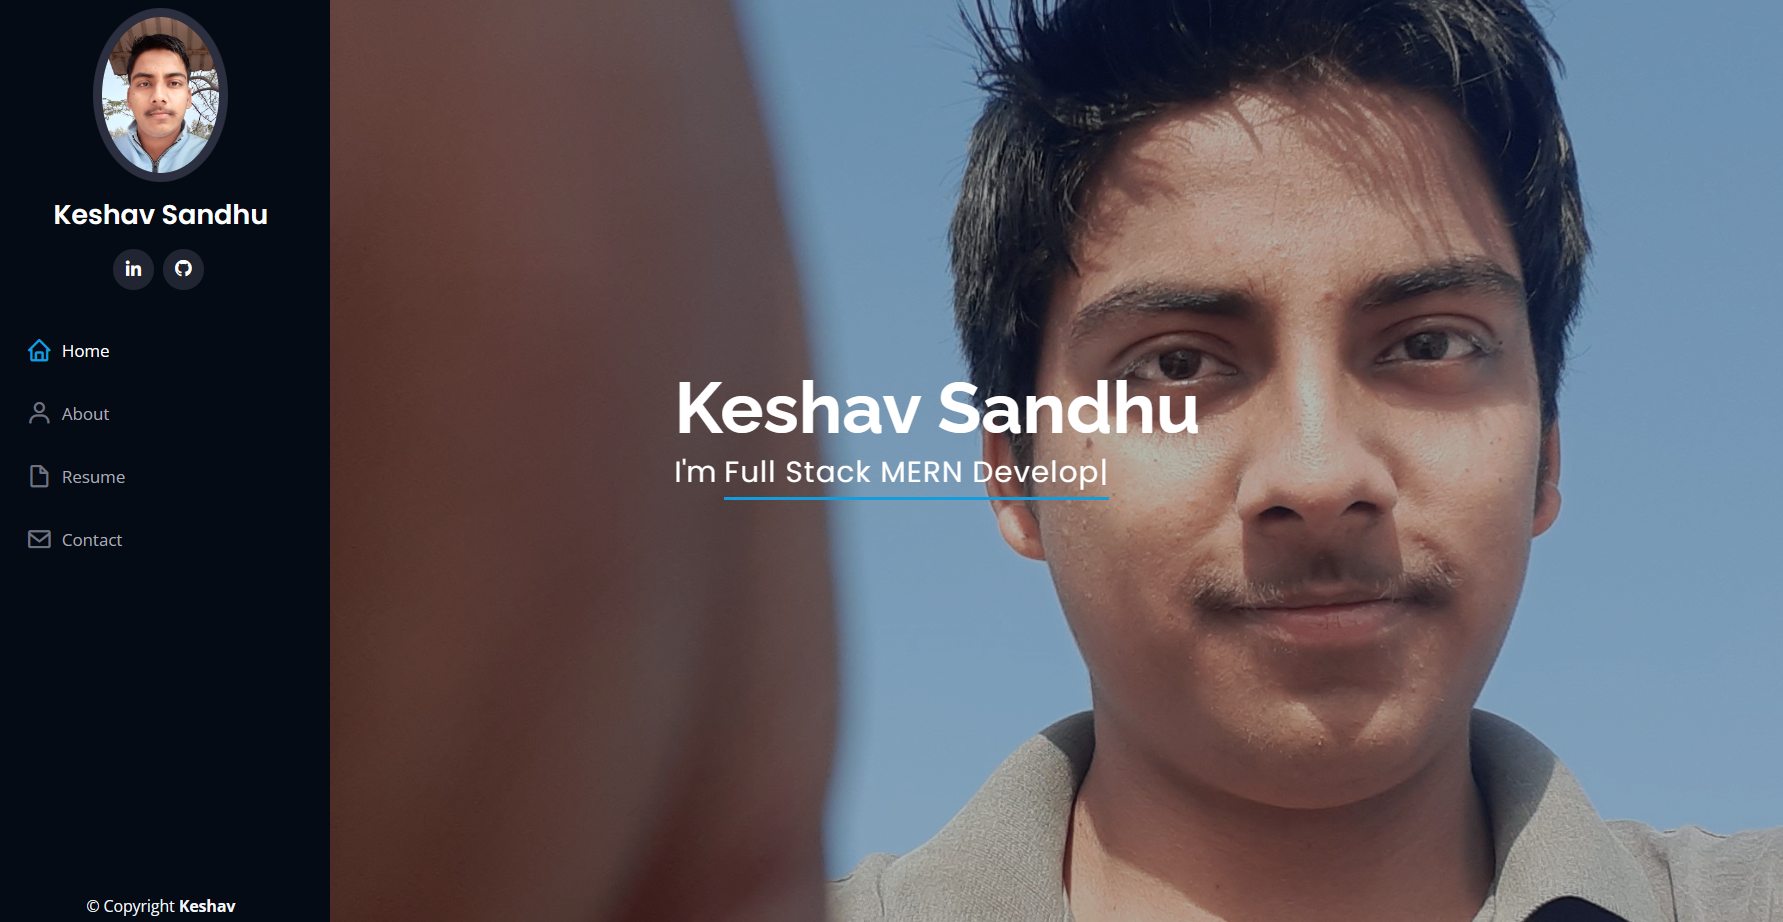 Keshav Sandhu
in
Home
About
Resume
Contact
© Copyright Keshav
Keshav Sandhu
I'm Full Stack MERN Develop|